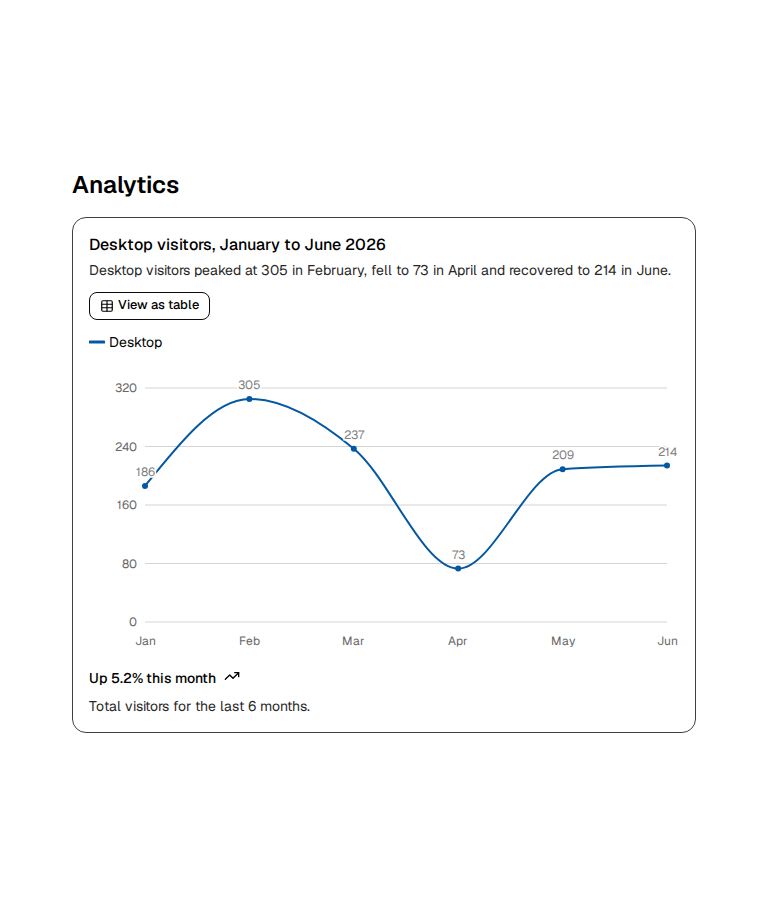 Analytics
Desktop visitors, January to June 2026
Desktop visitors peaked at 305 in February, fell to 73 in April and recovered to 214 in June.
View as table
Desktop
320
240
160
80
0
186
305
237
73
209
214
Jan Feb Mar Apr May Jun
Up 5.2% this month
Total visitors for the last 6 months.